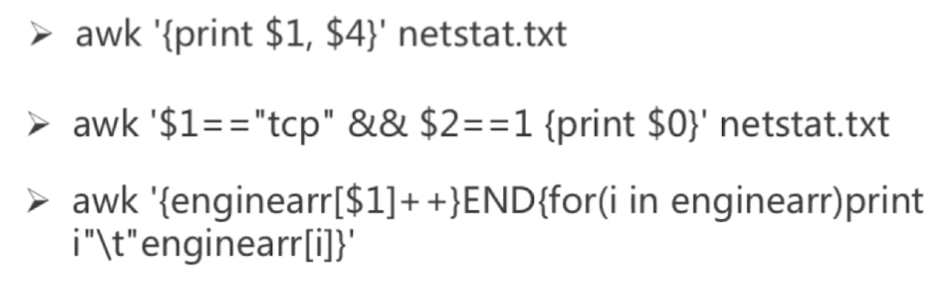 ➢ awk '{print $1, $4}' netstat.txt
➢ awk '$1=="tcp" && $2==1 {print $0}' netstat.txt
➢ awk '{enginearr[$1]++}END{for(i in enginearr)print
i"\t"enginearr[i]}'